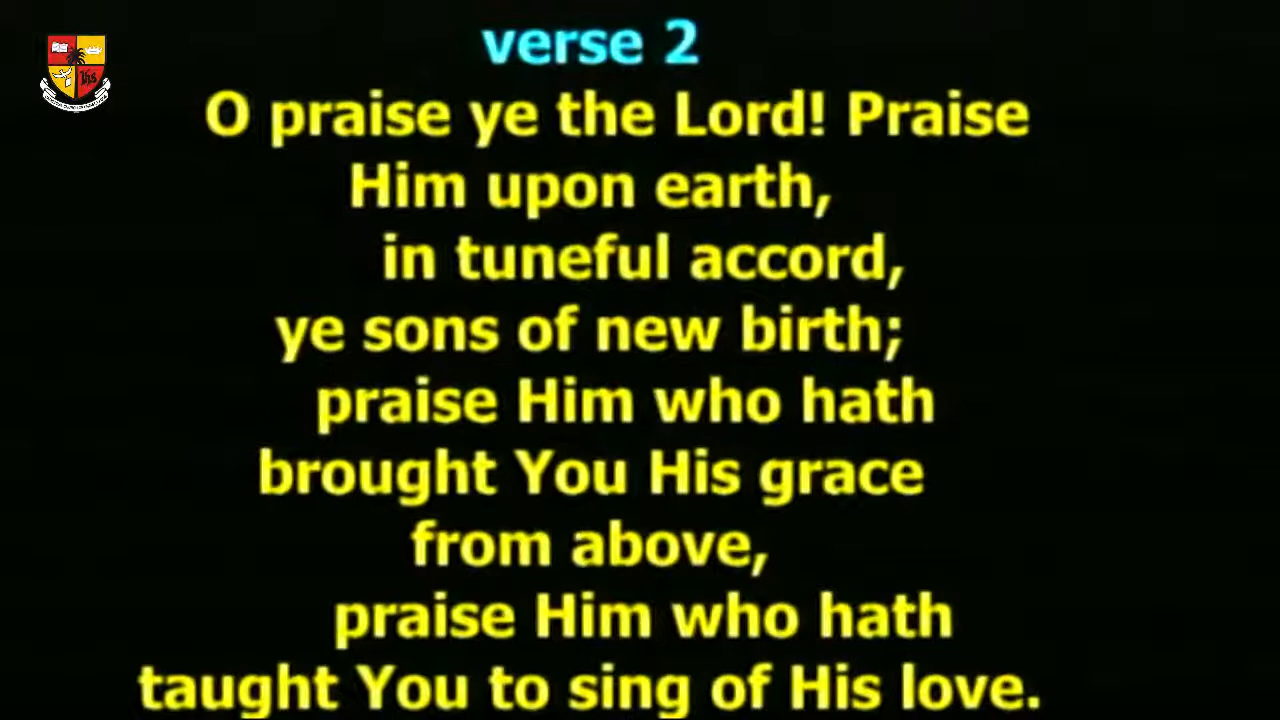 verse 2
O praise ye the Lord! Praise
Him upon earth,
in tuneful accord,
ye sons of new birth;
praise Him who hath
brought You His grace
from above,
praise Him who hath
taught You to sing of His love.